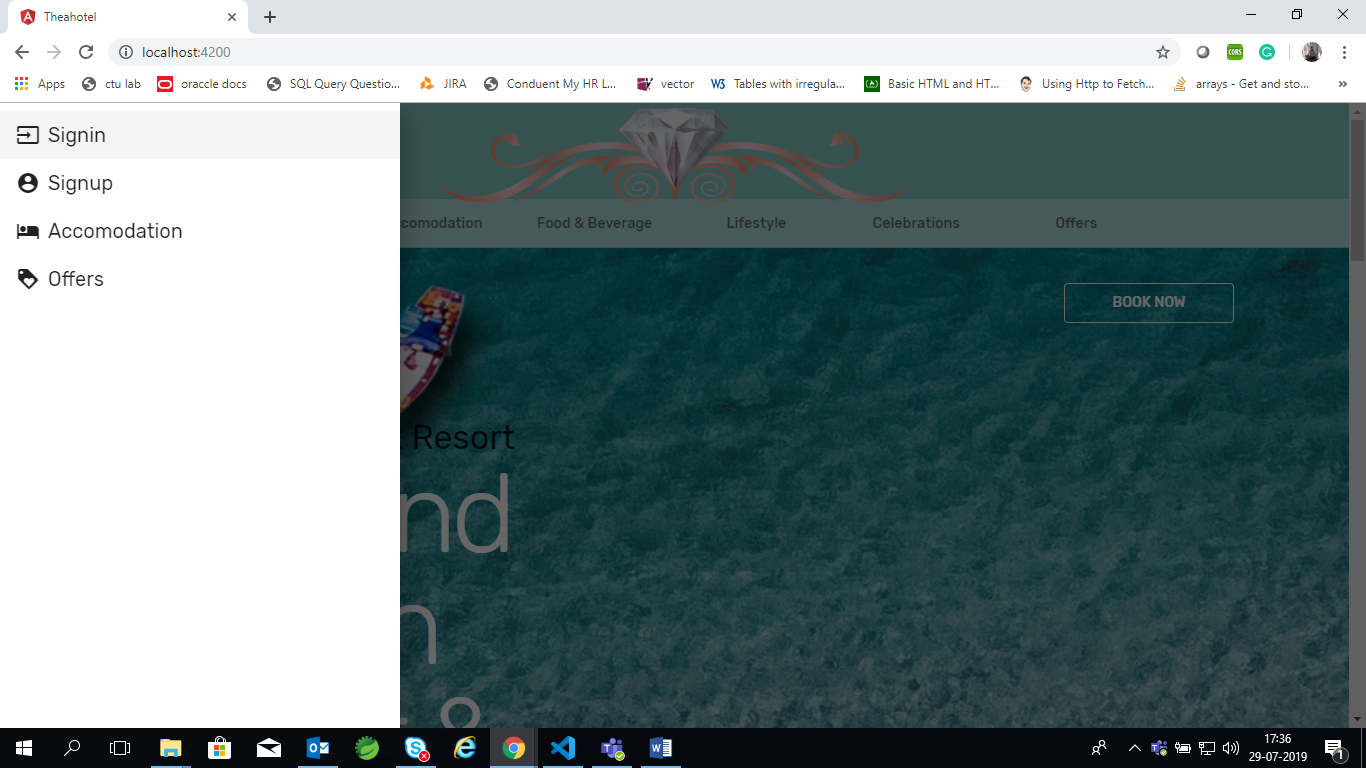 Theahotel
localhost:4200
Apps ctu lab oraccle docs SQL Query Questio... JIRA Conduent My HR L... vector W3 Tables with irregula... Basic HTML and HT... Using Http to Fetch... arrays - Get and sto... »
Signin
Signup
Accomodation
Offers
comodation Food & Beverage Lifestyle Celebrations Offers
BOOK NOW
Resort
nd
n
&
17:36
29-07-2019
1